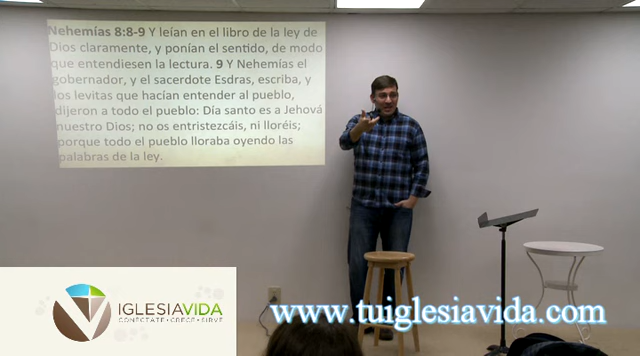 Nehemías 8:8-9 Y leían en el libro de la ley de
Dios claramente, y ponían el sentido, de modo
que entendiesen la lectura. 9 Y Nehemías el
gobernador, y el sacerdote Esdras, escriba, y
los levitas que hacían entender al pueblo,
dijeron a todo el pueblo: Día santo es a Jehová
nuestro Dios; no os entristezcáis, ni lloréis;
porque todo el pueblo lloraba oyendo las
palabras de la ley.
IGLESIAVIDA
CONECTATE • CRECE • SIRVE
www.tuiglesiavida.com